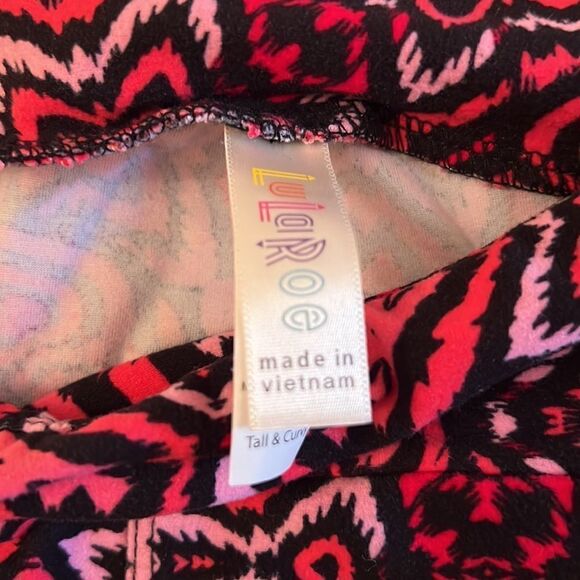 LuLaRoe
made in
vietnam
Tall & Curvy